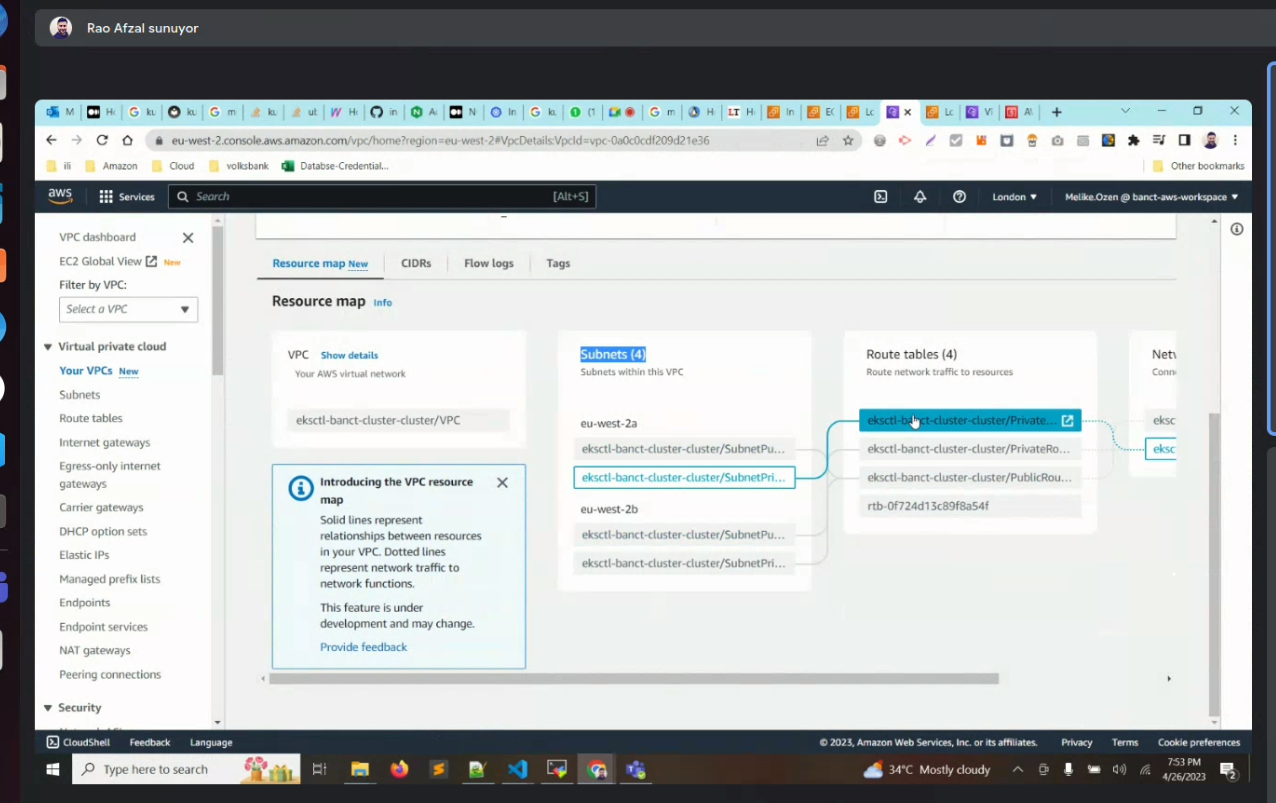 Rao Afzal sunuyor
M
ku
ku
m
ku
ut
in
Ac
N
In
ku
(1
m
LT
In
Lo
Lo
Vi
eu-west-2.console.aws.amazon.com/vpc/home?region=eu-west-2#VpcDetails:VpcId=vpc-0a0c0cdf209d21e36
ili Amazon Cloud volksbank Databse-Credential... Other bookmarks
aws Services Search [Alt+S] London Melike.Ozen @ banct-aws-workspace
VPC dashboard
EC2 Global View New
Filter by VPC:
Select a VPC
Virtual private cloud
Your VPCs New
Subnets
Route tables
Internet gateways
Egress-only internet
gateways
Carrier gateways
DHCP option sets
Elastic IPs
Managed prefix lists
Endpoints
Endpoint services
NAT gateways
Peering connections
Security
Resource map New CIDRs Flow logs Tags
Resource map Info
VPC Show details
Your AWS virtual network
eksctl-banct-cluster-cluster/VPC
Introducing the VPC resource
map
Solid lines represent
relationships between resources
in your VPC. Dotted lines
represent network traffic to
network functions.
This feature is under
development and may change.
Provide feedback
Subnets (4)
Subnets within this VPC
eu-west-2a
eksctl-banct-cluster-cluster/SubnetPu...
eksctl-banct-cluster-cluster/SubnetPri...
eu-west-2b
eksctl-banct-cluster-cluster/SubnetPu...
eksctl-banct-cluster-cluster/SubnetPri...
Route tables (4)
Route network traffic to resources
eksctl-banct-cluster-cluster/Private...
eksctl-banct-cluster-cluster/PrivateRo...
eksctl-banct-cluster-cluster/PublicRou...
rtb-0f724d13c89f8a54f
Netv
Conn
eksc
eksc
CloudShell Feedback Language © 2023, Amazon Web Services, Inc. or its affiliates. Privacy Terms Cookie preferences
Type here to search 34°C Mostly cloudy 7:53 PM
4/26/2023
2